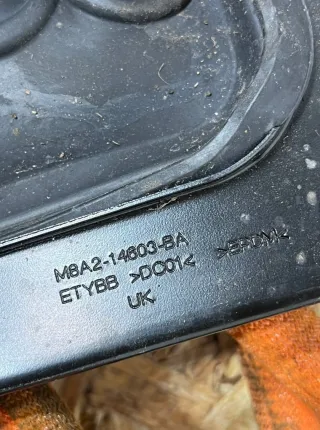 M8A2-14603-BA
ETYBB >DC01< >EPDM<
UK